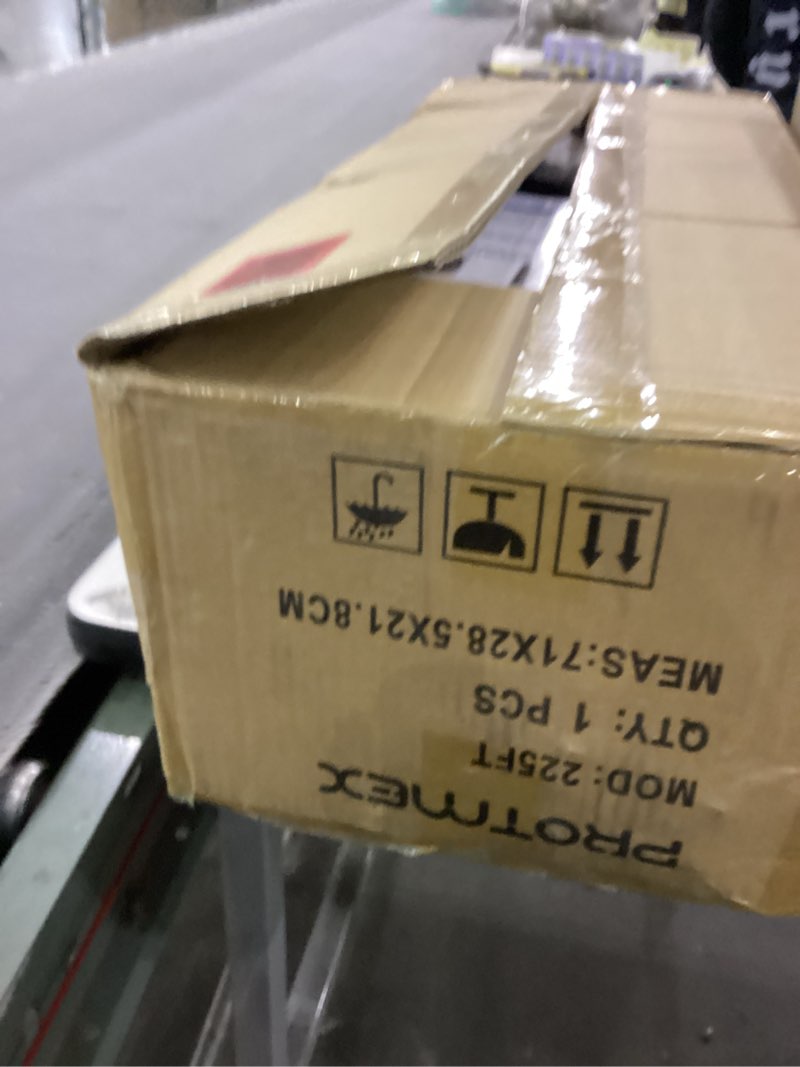 PROTMEX
MOD: 225FT
QTY: 1 PCS
MEAS:71X28.5X21.8CM